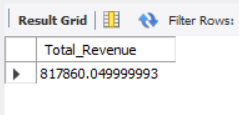 Result Grid Filter Rows:
Total_Revenue
817860.049999993